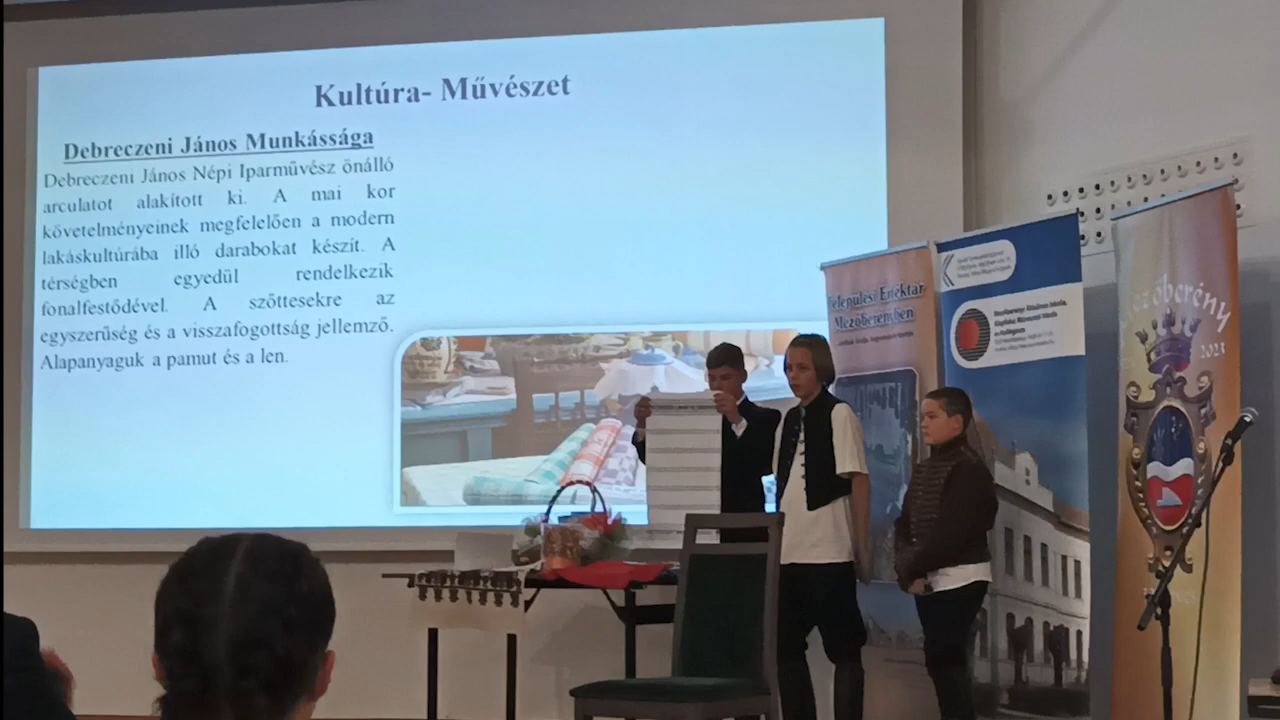 Kultúra- Művészet
Debreczeni János Munkássága
Debreczeni János Népi Iparművész önálló
arculatot alakított ki. A mai kor
követelményeinek megfelelően a modern
lakáskultúrába illő darabokat készít. A
térségben egyedül rendelkezik
fonalfestődével. A szőttesekre az
egyszerűség és a visszafogottság jellemző.
Alapanyaguk a pamut és a len.
Települési Értéktár
Mezőberényben
Mezőberény
2023